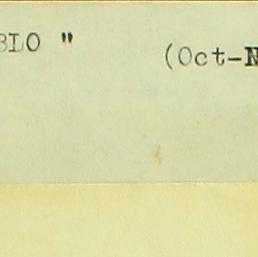 BLO " (Oct-N